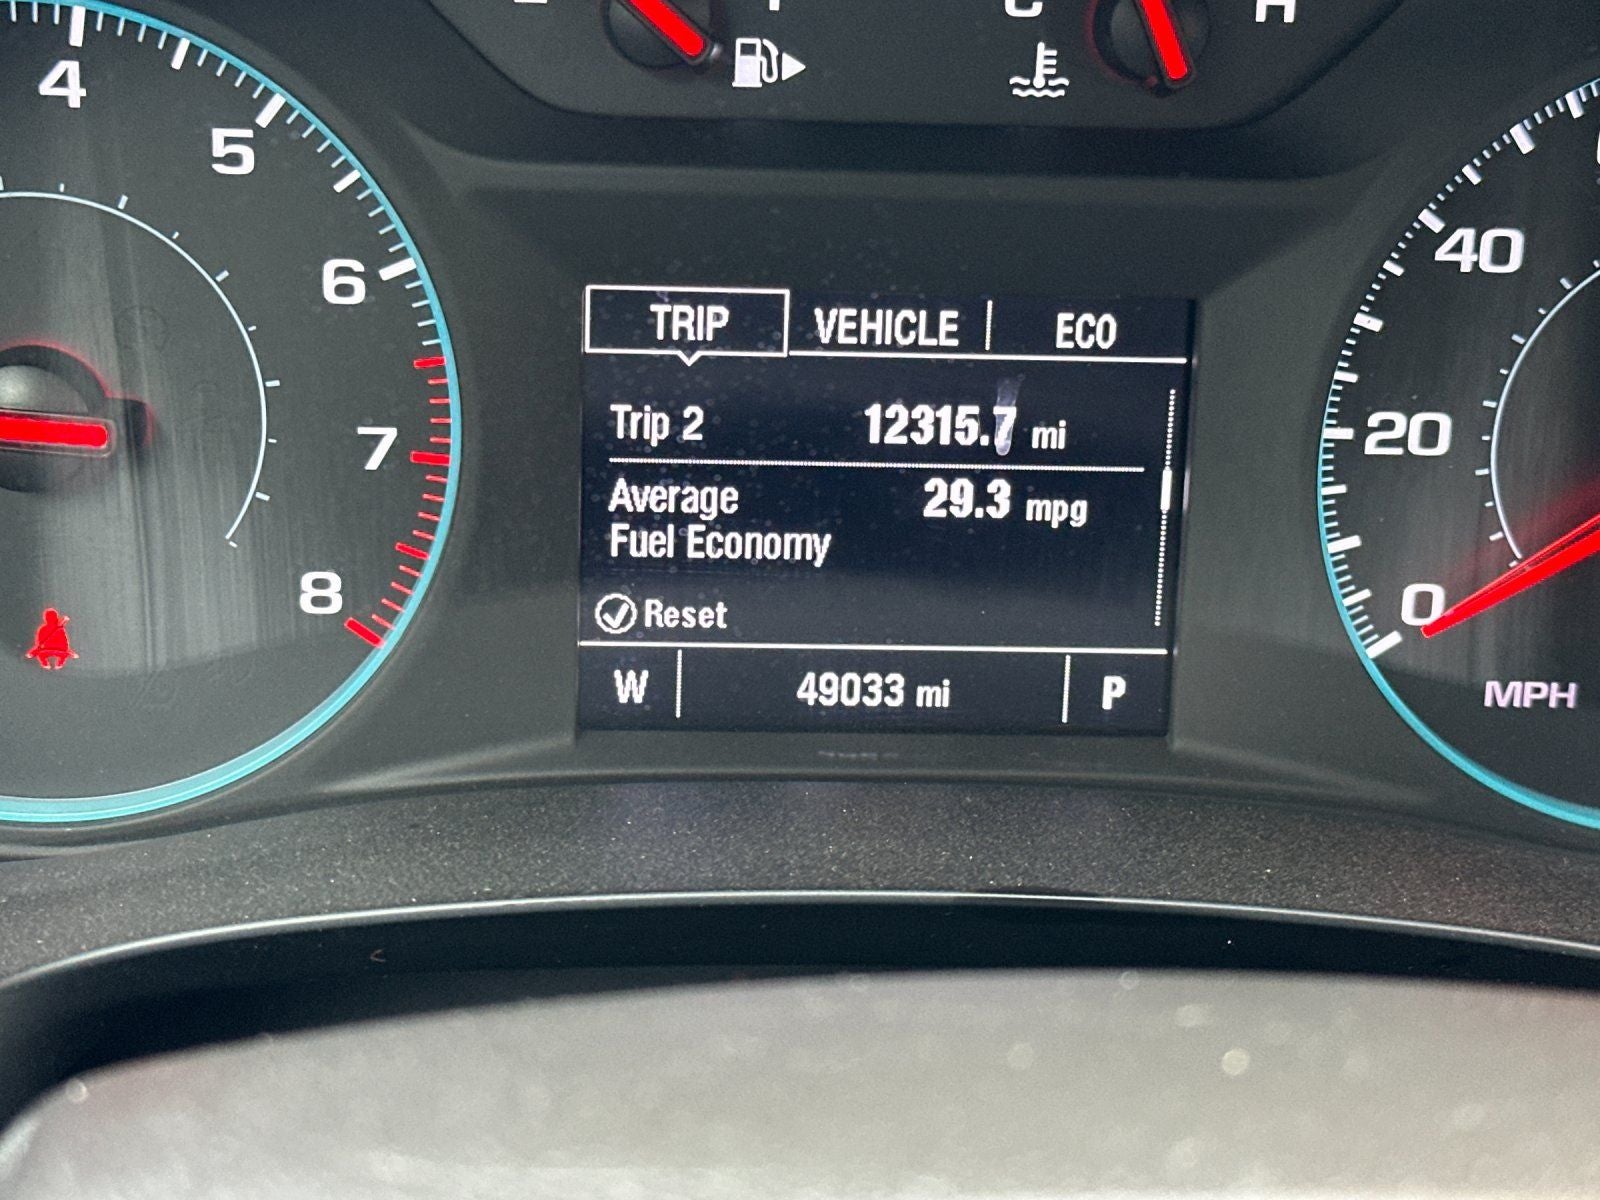 C H
4
5
6
7
8
TRIP VEHICLE ECO
Trip 2 12315.7 mi
Average 29.3 mpg
Fuel Economy
Reset
W 49033 mi P
40
20
0
MPH